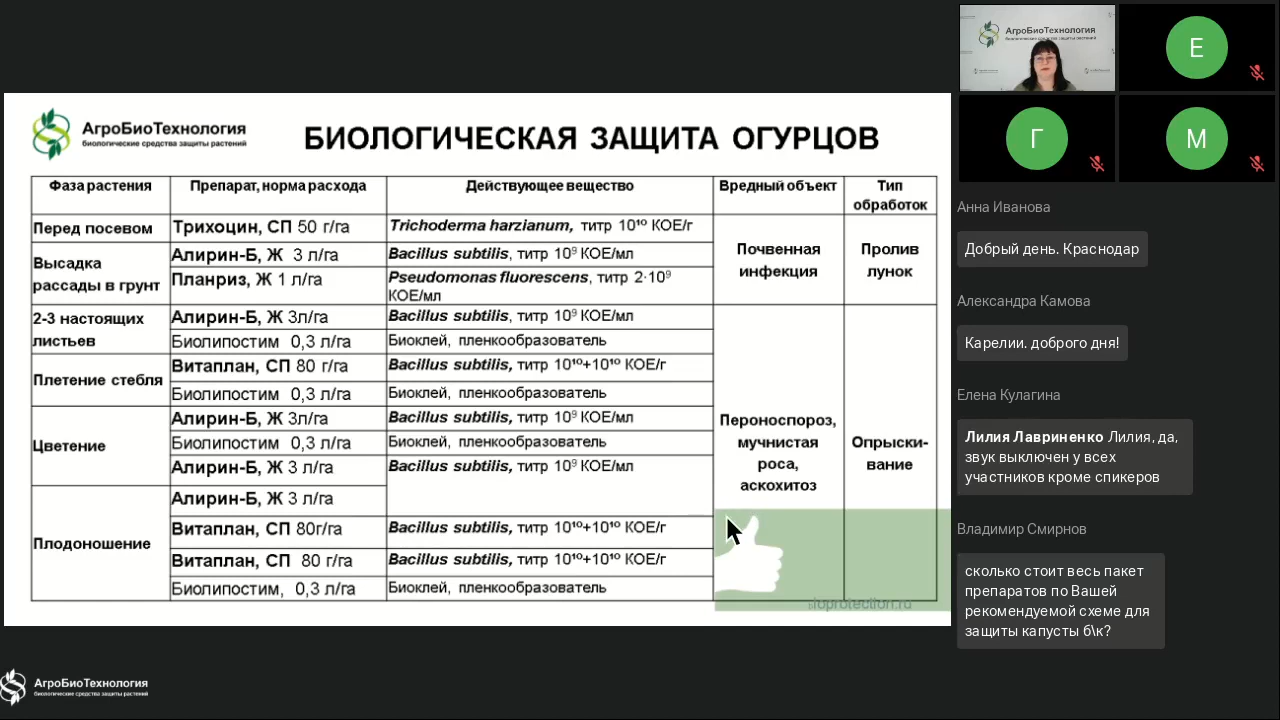 АгроБиоТехнология
биологические средства защиты растений
БИОЛОГИЧЕСКАЯ ЗАЩИТА ОГУРЦОВ
Фаза растения Препарат, норма расхода Действующее вещество Вредный объект Тип обработок
Перед посевом Трихоцин, СП 50 г/га Trichoderma harzianum, титр 10¹⁰ КОЕ/г
Почвенная инфекция
Пролив лунок
Высадка рассады в грунт
Алирин-Б, Ж 3 л/га Bacillus subtilis, титр 10⁹ КОЕ/мл
Планриз, Ж 1 л/га Pseudomonas fluorescens, титр 2·10⁹ КОЕ/мл
2-3 настоящих листьев
Алирин-Б, Ж 3л/га Bacillus subtilis, титр 10⁹ КОЕ/мл
Биолипостим 0,3 л/га Биоклей, пленкообразователь
Плетение стебля
Витаплан, СП 80 г/га Bacillus subtilis, титр 10¹⁰+10¹⁰ КОЕ/г
Биолипостим 0,3 л/га Биоклей, пленкообразователь
Цветение
Алирин-Б, Ж 3л/га Bacillus subtilis, титр 10⁹ КОЕ/мл
Биолипостим 0,3 л/га Биоклей, пленкообразователь
Алирин-Б, Ж 3 л/га Bacillus subtilis, титр 10⁹ КОЕ/мл
Пероноспороз,
мучнистая
роса,
аскохитоз
Опрыски-
вание
Плодоношение
Алирин-Б, Ж 3 л/га
Витаплан, СП 80г/га Bacillus subtilis, титр 10¹⁰+10¹⁰ КОЕ/г
Витаплан, СП 80 г/га Bacillus subtilis, титр 10¹⁰+10¹⁰ КОЕ/г
Биолипостим, 0,3 л/га Биоклей, пленкообразователь
АгроБиоТехнология
биологические средства защиты растений
АгроБиоТехнология
Е
Г
М
Анна Иванова
Добрый день. Краснодар
Александра Камова
Карелии. доброго дня!
Елена Кулагина
Лилия Лавриненко Лилия, да,
звук выключен у всех
участников кроме спикеров
Владимир Смирнов
сколько стоит весь пакет
препаратов по Вашей
рекомендуемой схеме для
защиты капусты б\к?